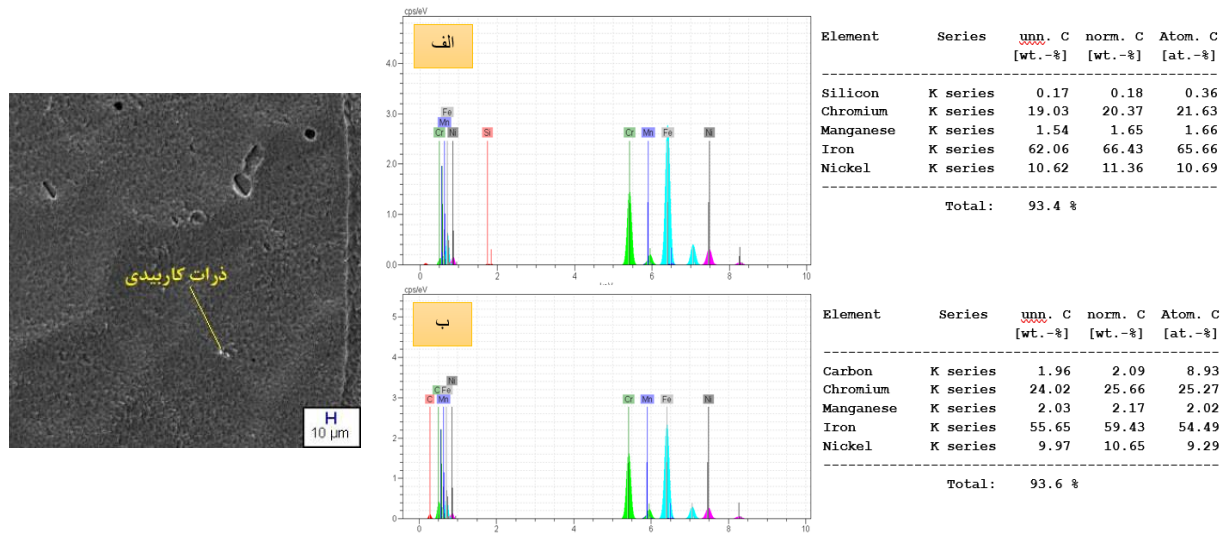 ذرات کاربیدی
H
10 µm
cps/eV
الف
4.0
3.0
2.0
1.0
0.0
Fe
Mn
Cr Ni Si Cr Mn Fe Ni
0 2 4 6 8 10
Element Series unn. C norm. C Atom. C
[wt.-%] [wt.-%] [at.-%]
Silicon K series 0.17 0.18 0.36
Chromium K series 19.03 20.37 21.63
Manganese K series 1.54 1.65 1.66
Iron K series 62.06 66.43 65.66
Nickel K series 10.62 11.36 10.69
Total: 93.4 %
cps/eV
ب
5
4
3
2
1
0
Ni
C Fe
C Mn Cr Mn Fe Ni
0 2 4 6 8 10
Element Series unn. C norm. C Atom. C
[wt.-%] [wt.-%] [at.-%]
Carbon K series 1.96 2.09 8.93
Chromium K series 24.02 25.66 25.27
Manganese K series 2.03 2.17 2.02
Iron K series 55.65 59.43 54.49
Nickel K series 9.97 10.65 9.29
Total: 93.6 %